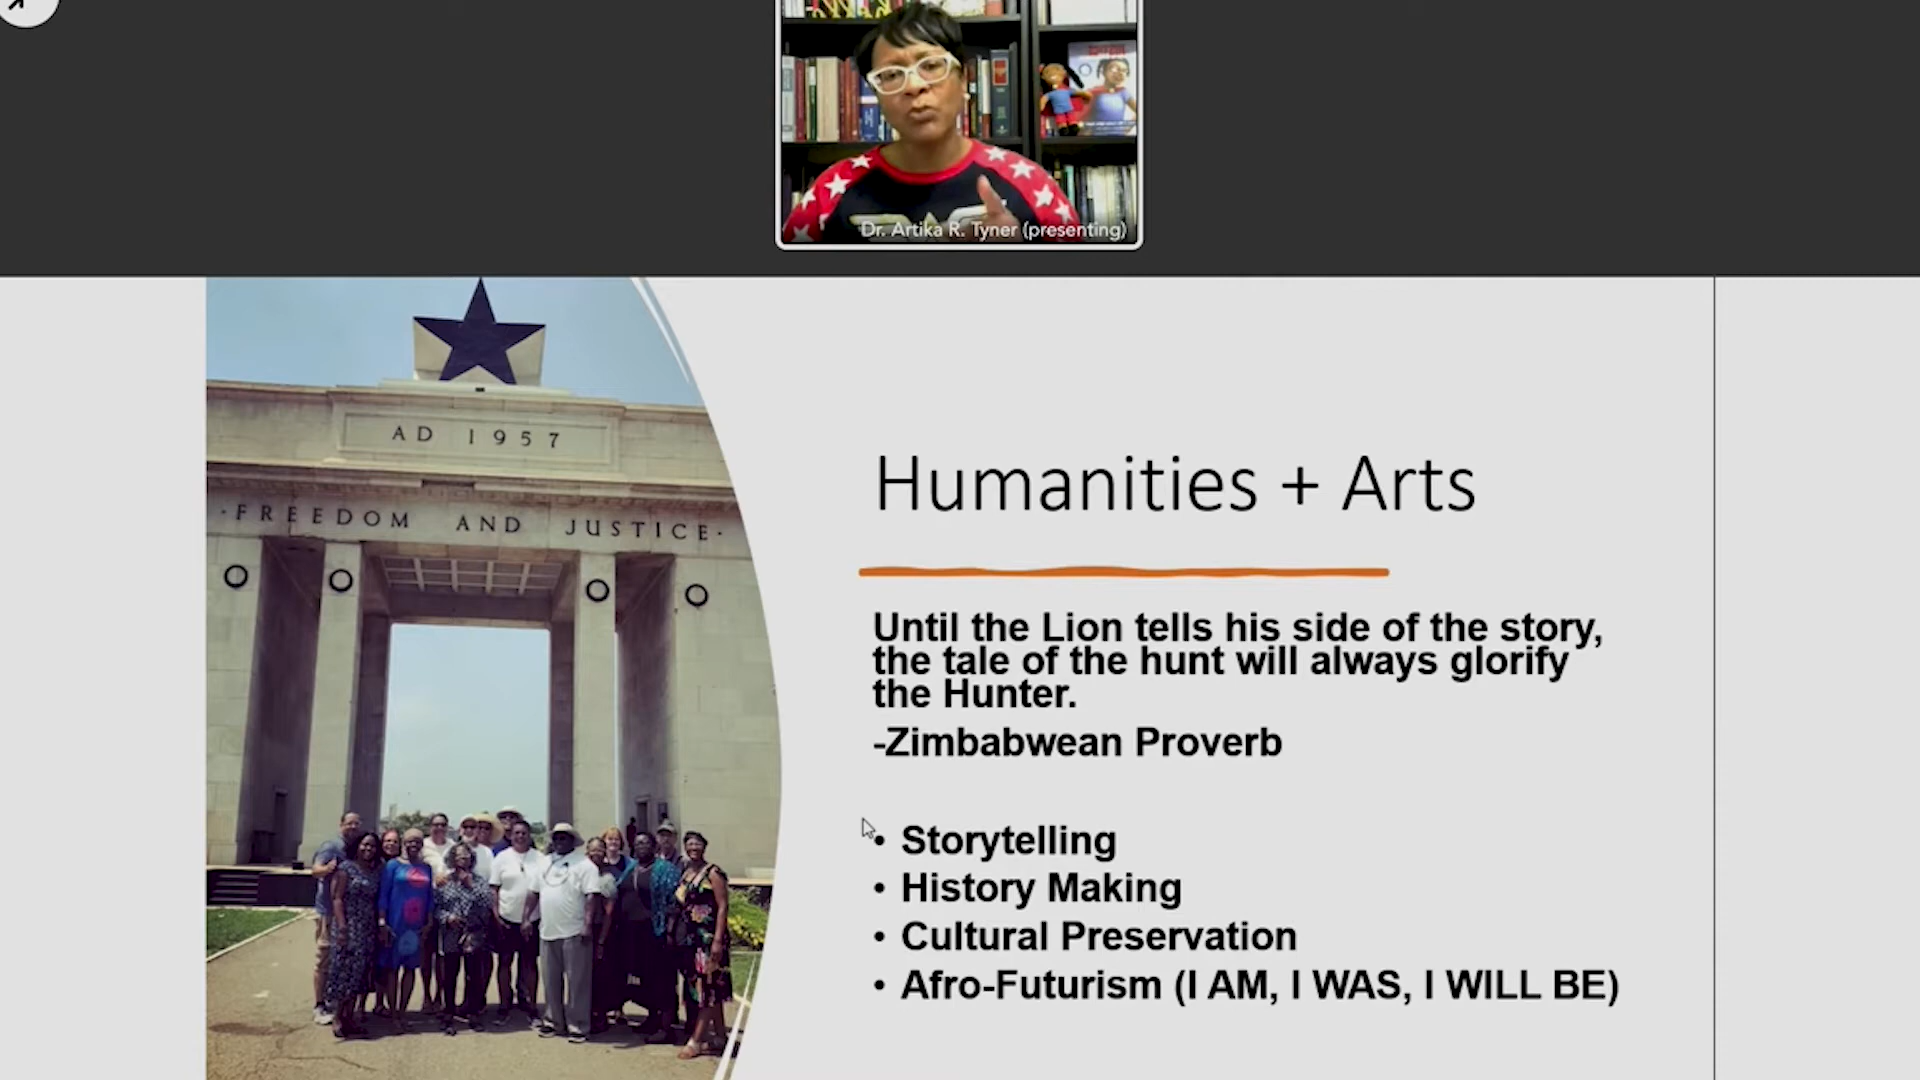 Dr. Artika R. Tyner (presenting)
AD 1957
·FREEDOM AND JUSTICE·
Humanities + Arts
Until the Lion tells his side of the story,
the tale of the hunt will always glorify
the Hunter.
-Zimbabwean Proverb
• Storytelling
• History Making
• Cultural Preservation
• Afro-Futurism (I AM, I WAS, I WILL BE)